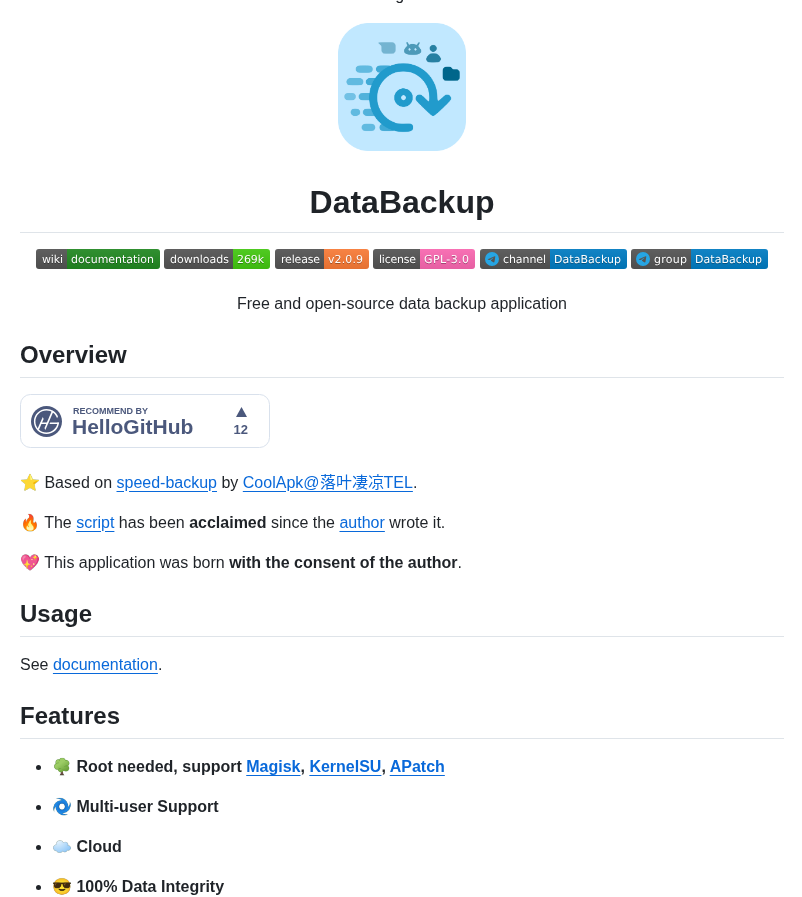 DataBackup
wiki documentation downloads 269k release v2.0.9 license GPL-3.0 channel DataBackup group DataBackup
Free and open-source data backup application
Overview
RECOMMEND BY
HelloGitHub
12
⭐ Based on speed-backup by CoolApk@落叶凄凉TEL.
🔥 The script has been acclaimed since the author wrote it.
💖 This application was born with the consent of the author.
Usage
See documentation.
Features
• 🌳 Root needed, support Magisk, KernelSU, APatch
• 🌀 Multi-user Support
• ☁️ Cloud
• 😎 100% Data Integrity